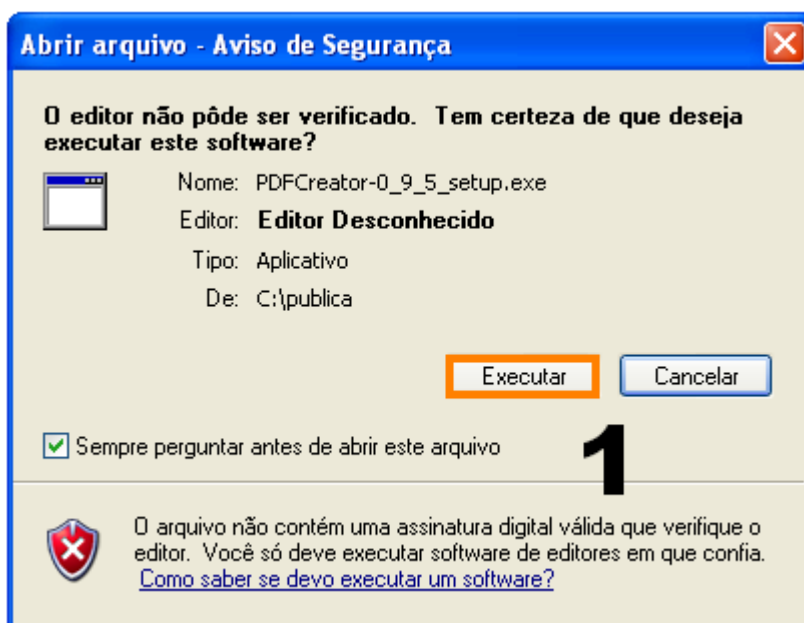 Abrir arquivo - Aviso de Segurança
O editor não pôde ser verificado. Tem certeza de que deseja
executar este software?
Nome: PDFCreator-0_9_5_setup.exe
Editor: Editor Desconhecido
Tipo: Aplicativo
De: C:\publica
Executar Cancelar
Sempre perguntar antes de abrir este arquivo
1
O arquivo não contém uma assinatura digital válida que verifique o
editor. Você só deve executar software de editores em que confia.
Como saber se devo executar um software?